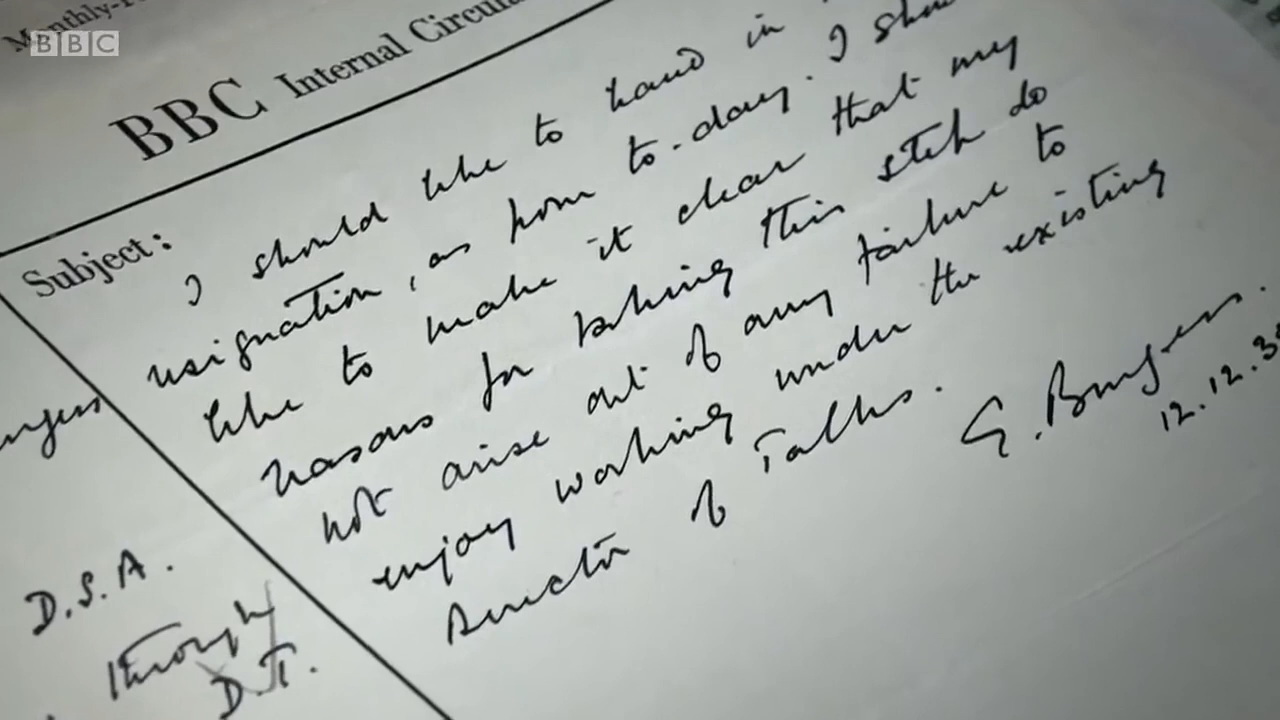 BBC
Monthly-
BBC Internal Circula
Subject:
I should like to hand in
resignation, as from to-day. I
like to make it clear that my
reasons for taking this step do
not arise out of any failure to
enjoy working under the existing
Director of Talks.
G. Burgess.
12.12.3
D.S.A.
through
D.T.